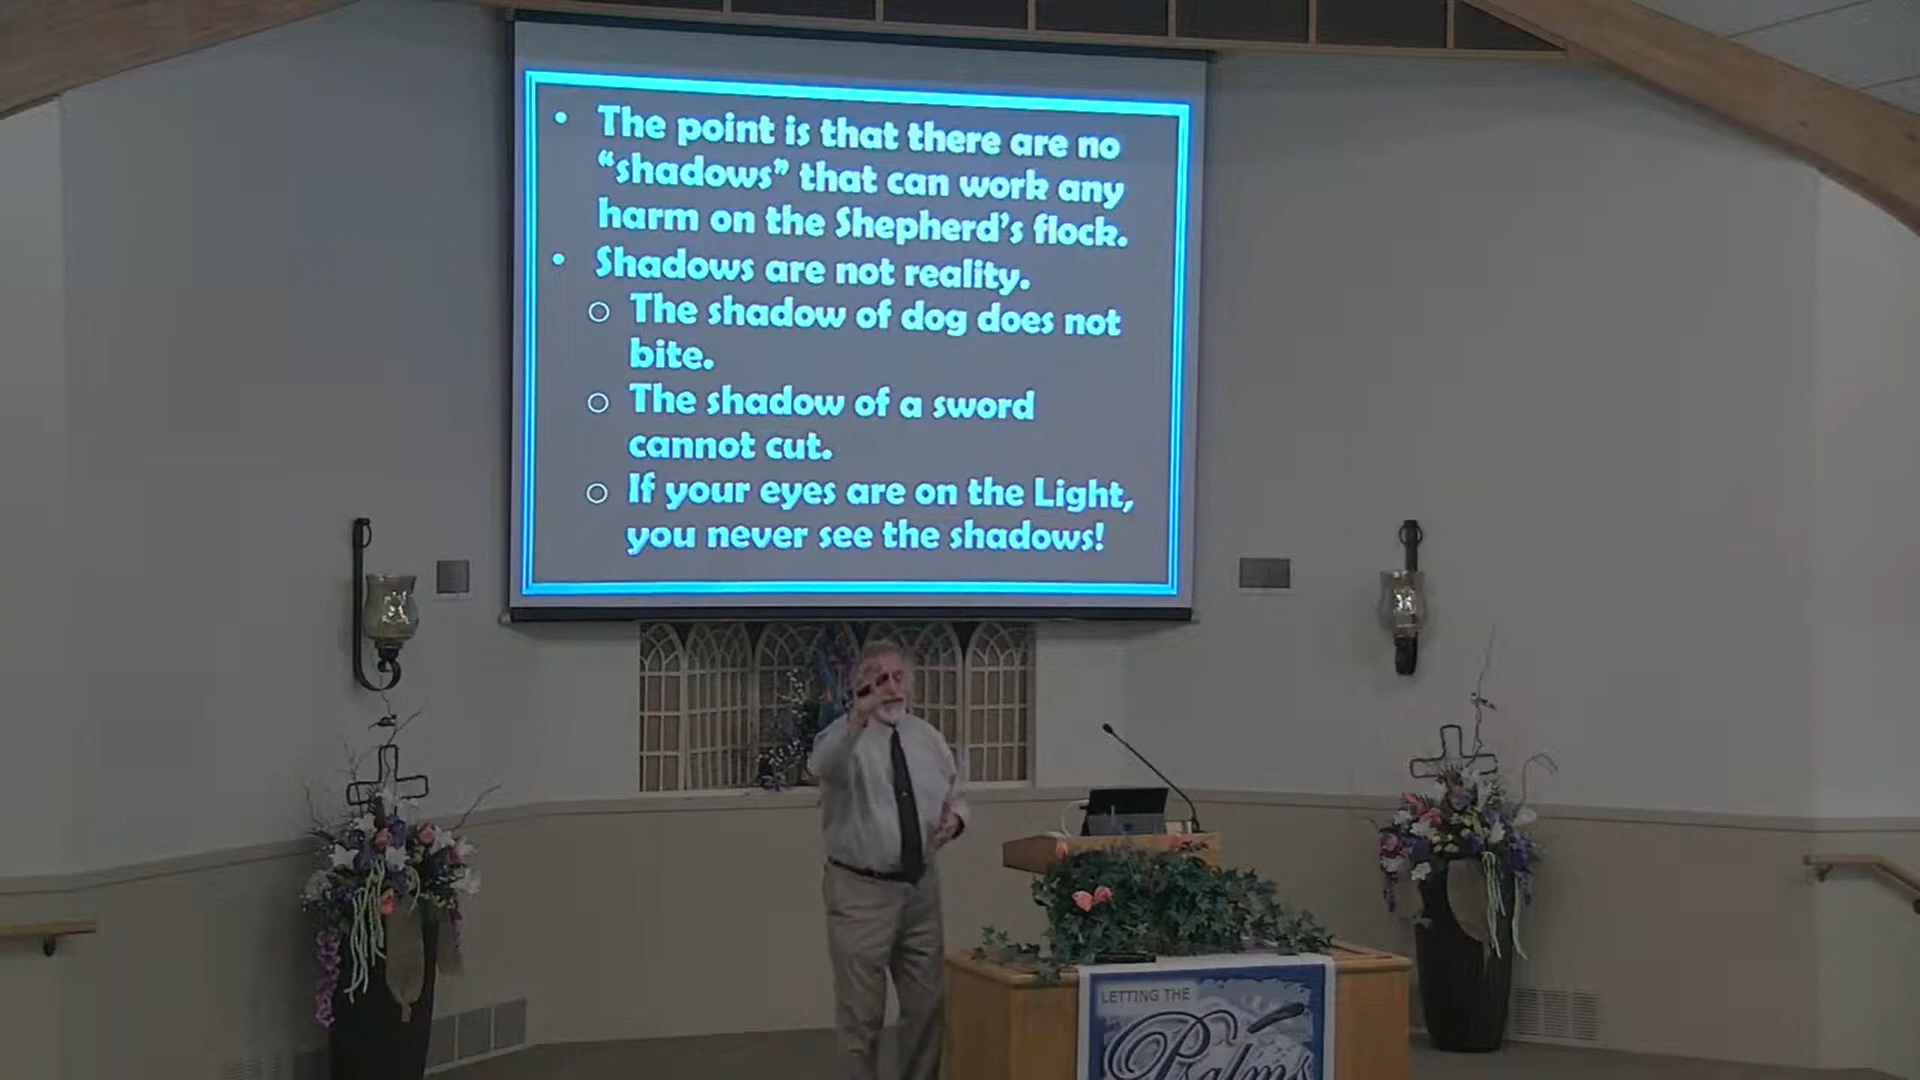 • The point is that there are no
“shadows” that can work any
harm on the Shepherd’s flock.
• Shadows are not reality.
○ The shadow of dog does not
bite.
○ The shadow of a sword
cannot cut.
○ If your eyes are on the Light,
you never see the shadows!
LETTING THE
Psalms